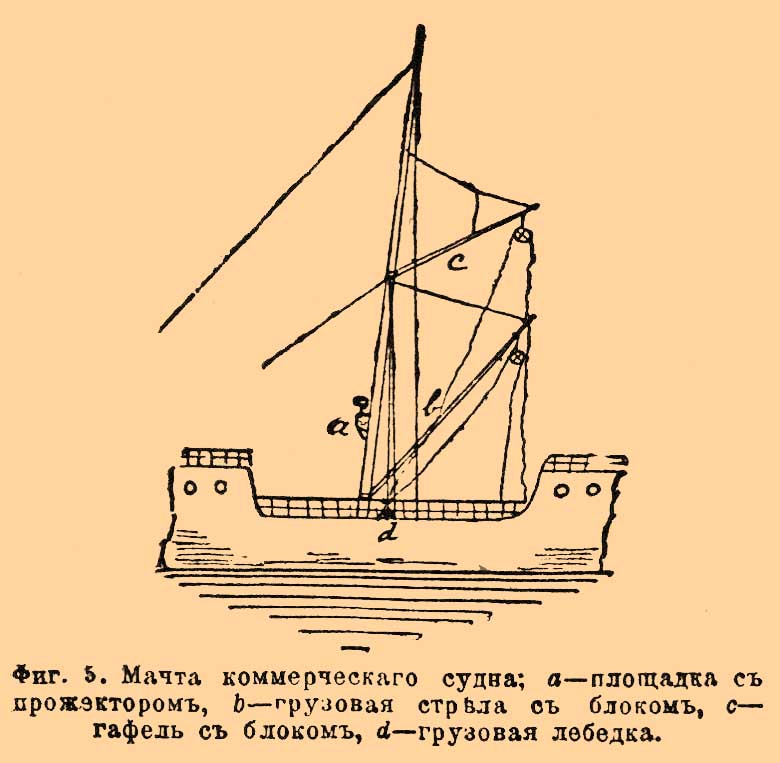 c
b
a
d
Фиг. 5. Мачта коммерческаго судна; a—площадка съ
прожэкторомъ, b—грузовая стрѣла съ блокомъ, c—
гафель съ блокомъ, d—грузовая лебедка.